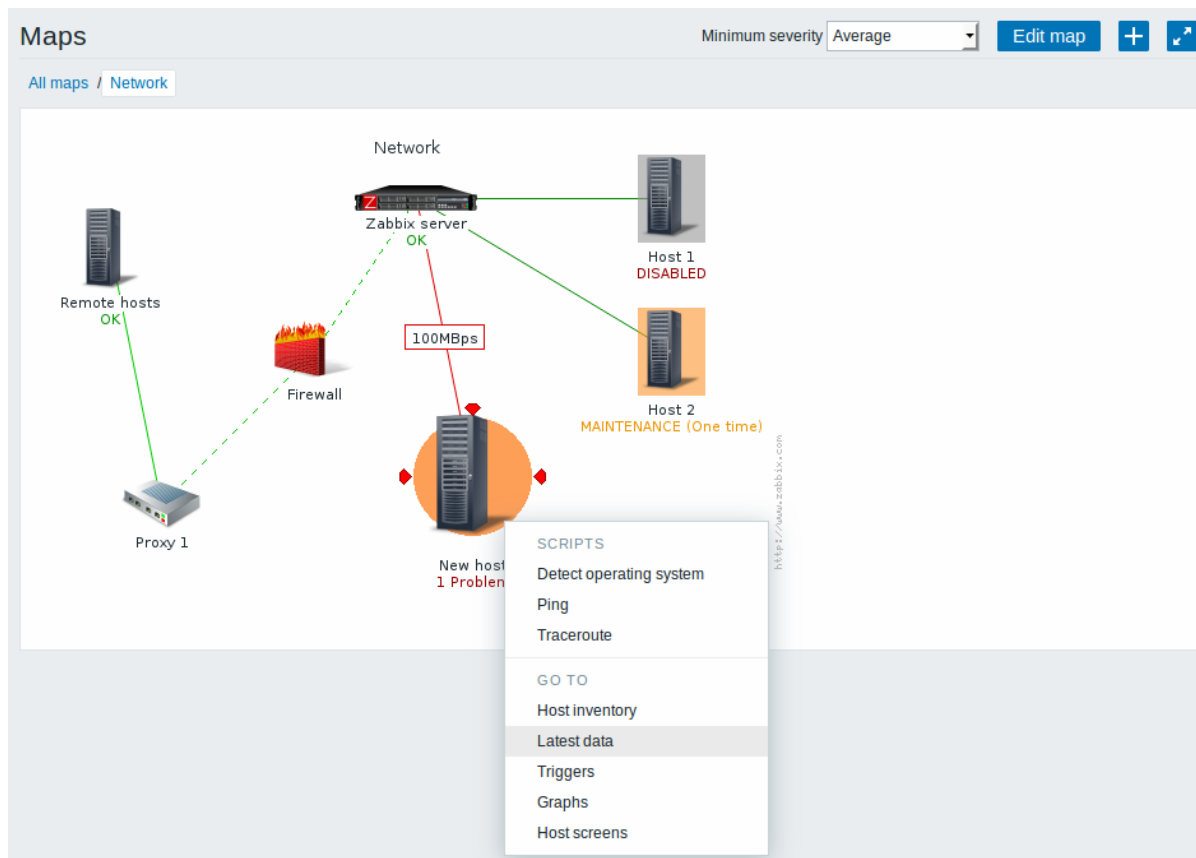 Maps
Minimum severity Average
Edit map
All maps / Network
Network
Z
Zabbix server
OK
Host 1
DISABLED
Remote hosts
OK
100MBps
Firewall
Host 2
MAINTENANCE (One time)
http://www.zabbix.com
Proxy 1
New host
1 Problem
SCRIPTS
Detect operating system
Ping
Traceroute
GO TO
Host inventory
Latest data
Triggers
Graphs
Host screens